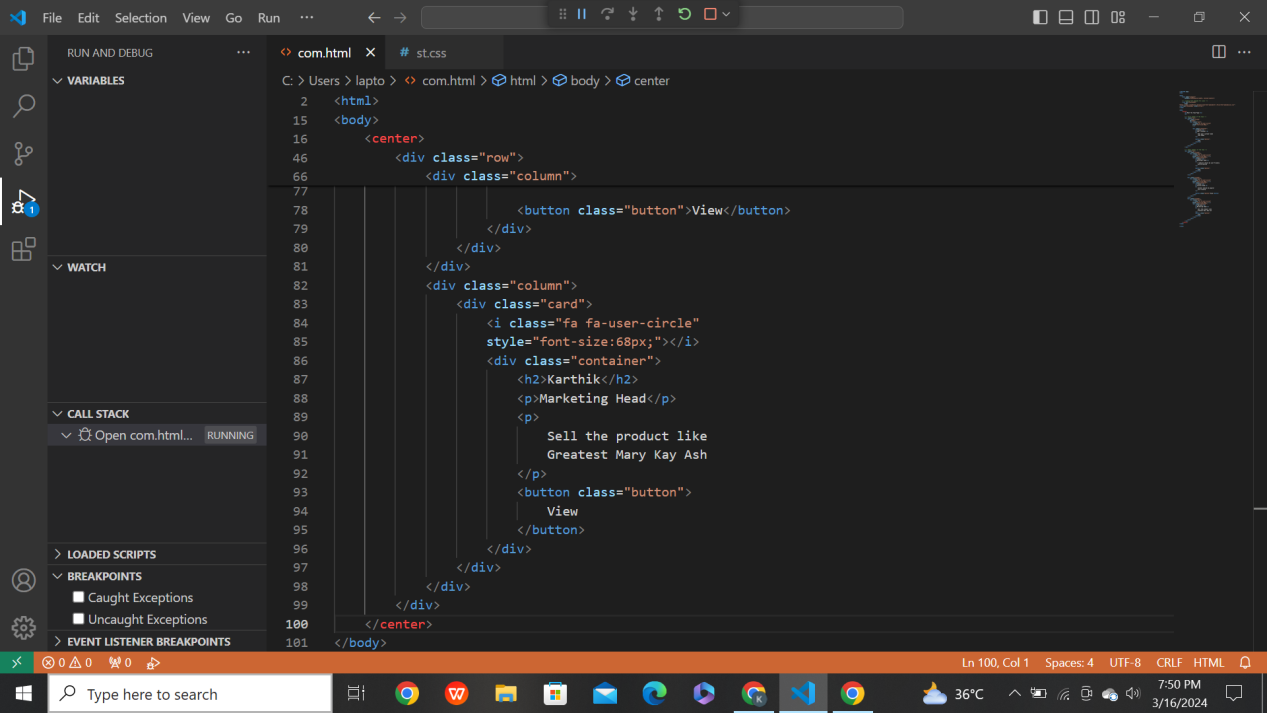 File Edit Selection View Go Run ···
RUN AND DEBUG ···
VARIABLES
WATCH
CALL STACK
Open com.html... RUNNING
LOADED SCRIPTS
BREAKPOINTS
Caught Exceptions
Uncaught Exceptions
EVENT LISTENER BREAKPOINTS
com.html # st.css
C: > Users > lapto > com.html > html > body > center
2 <html>
15 <body>
16 <center>
46 <div class="row">
66 <div class="column">
77
78 <button class="button">View</button>
79 </div>
80 </div>
81 </div>
82 <div class="column">
83 <div class="card">
84 <i class="fa fa-user-circle"
85 style="font-size:68px;"></i>
86 <div class="container">
87 <h2>Karthik</h2>
88 <p>Marketing Head</p>
89 <p>
90 Sell the product like
91 Greatest Mary Kay Ash
92 </p>
93 <button class="button">
94 View
95 </button>
96 </div>
97 </div>
98 </div>
99 </div>
100 </center>
101 </body>
1
0 0 0 Ln 100, Col 1 Spaces: 4 UTF-8 CRLF HTML
Type here to search
W K
36°C
7:50 PM
3/16/2024